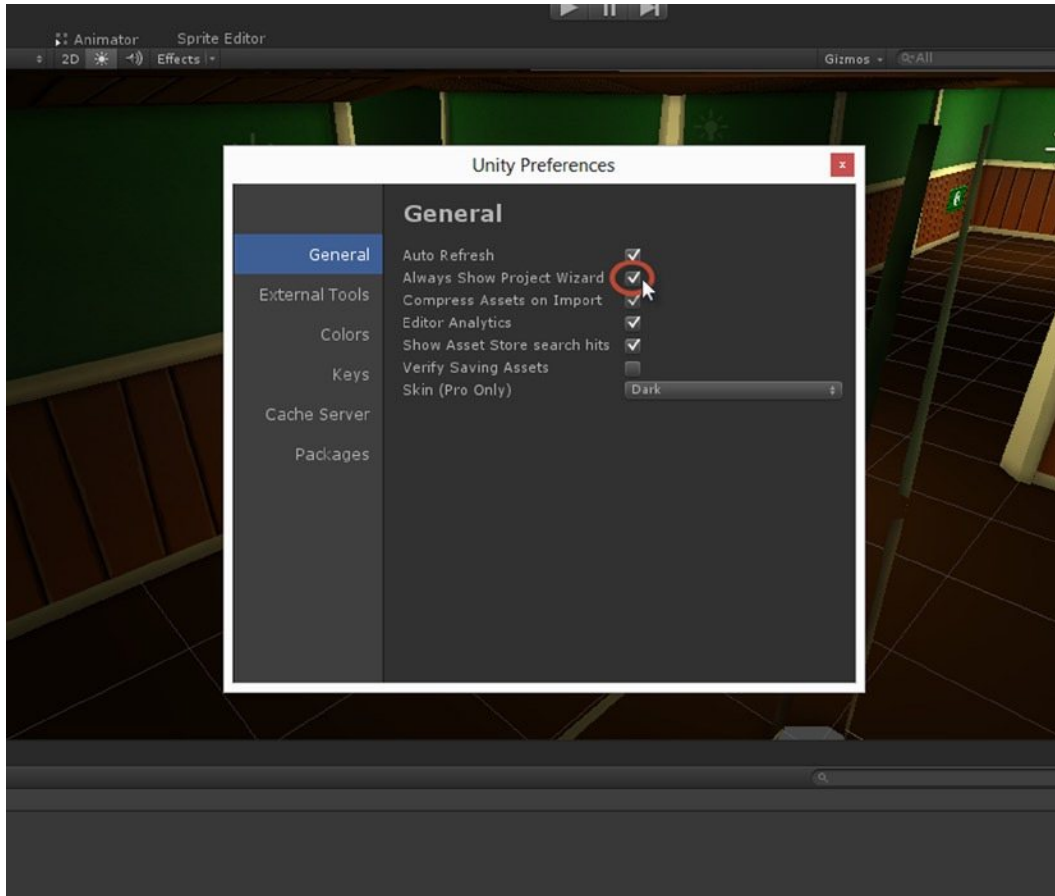 Animator Sprite Editor
2D Effects
Gizmos All
Unity Preferences
x
General
General
Auto Refresh
Always Show Project Wizard
External Tools
Compress Assets on Import
Editor Analytics
Colors
Show Asset Store search hits
Keys
Verify Saving Assets
Skin (Pro Only) Dark
Cache Server
Packages